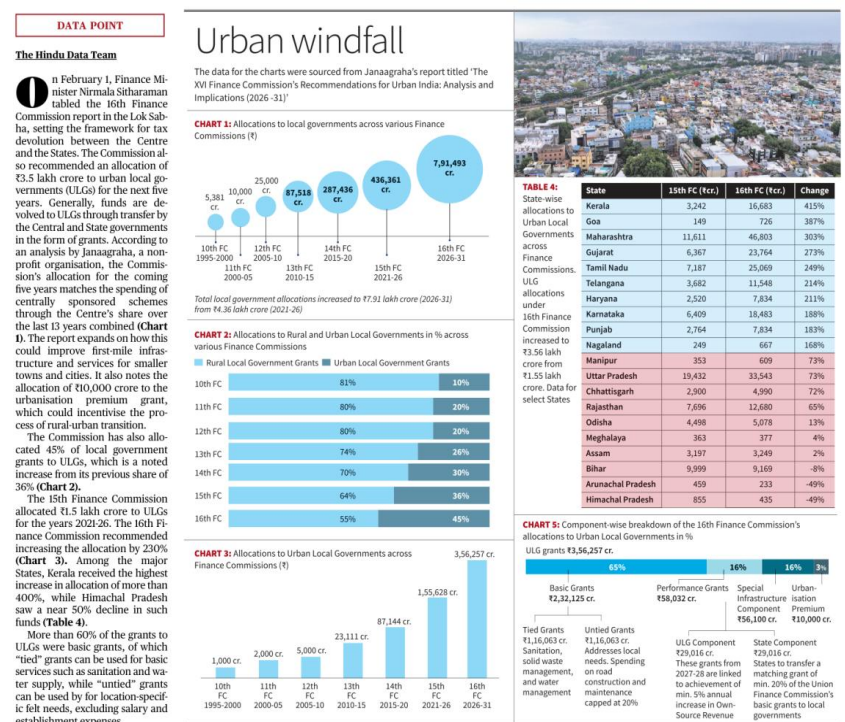 DATA POINT
The Hindu Data Team
On February 1, Finance Mi-
nister Nirmala Sitharaman
tabled the 16th Finance
Commission report in the Lok Sab-
ha, setting the framework for tax
devolution between the Centre
and the States. The Commission al-
so recommended an allocation of
₹3.5 lakh crore to urban local go-
vernments (ULGs) for the next five
years. Generally, funds are de-
volved to ULGs through transfer by
the Central and State governments
in the form of grants. According to
an analysis by Janaagraha, a non-
profit organisation, the Commis-
sion's allocation for the coming
five years matches the spending of
centrally sponsored schemes
through the Centre's share over
the last 13 years combined (Chart
1). The report expands on how this
could improve first-mile infras-
tructure and services for smaller
towns and cities. It also notes the
allocation of ₹10,000 crore to the
urbanisation premium grant,
which could incentivise the pro-
cess of rural-urban transition.
The Commission has also allo-
cated 45% of local government
grants to ULGs, which is a noted
increase from its previous share of
36% (Chart 2).
The 15th Finance Commission
allocated ₹1.5 lakh crore to ULGs
for the years 2021-26. The 16th Fi-
nance Commission recommended
increasing the allocation by 230%
(Chart 3). Among the major
States, Kerala received the highest
increase in allocation of more than
400%, while Himachal Pradesh
saw a near 50% decline in such
funds (Table 4).
More than 60% of the grants to
ULGs were basic grants, of which
"tied" grants can be used for basic
services such as sanitation and wa-
ter supply, while "untied" grants
can be used by for location-specif-
ic felt needs, excluding salary and
establishment expenses.
Urban windfall
The data for the charts were sourced from Janaagraha's report titled 'The
XVI Finance Commission's Recommendations for Urban India: Analysis and
Implications (2026 -31)'
CHART 1: Allocations to local governments across various Finance
Commissions (₹)
5,381 cr.
10,000 cr.
25,000 cr.
87,518 cr.
287,436 cr.
436,361 cr.
7,91,493 cr.
10th FC 1995-2000
11th FC 2000-05
12th FC 2005-10
13th FC 2010-15
14th FC 2015-20
15th FC 2021-26
16th FC 2026-31
Total local government allocations increased to ₹7.91 lakh crore (2026-31)
from ₹4.36 lakh crore (2021-26)
CHART 2: Allocations to Rural and Urban Local Governments in % across
various Finance Commissions
Rural Local Government Grants Urban Local Government Grants
10th FC 81% 10%
11th FC 80% 20%
12th FC 80% 20%
13th FC 74% 26%
14th FC 70% 30%
15th FC 64% 36%
16th FC 55% 45%
CHART 3: Allocations to Urban Local Governments across
Finance Commissions (₹)
1,000 cr.
2,000 cr.
5,000 cr.
23,111 cr.
87,144 cr.
1,55,628 cr.
3,56,257 cr.
10th FC 1995-2000
11th FC 2000-05
12th FC 2005-10
13th FC 2010-15
14th FC 2015-20
15th FC 2021-26
16th FC 2026-31
TABLE 4:
State-wise
allocations to
Urban Local
Governments
across
Finance
Commissions.
ULG
allocations
under
16th Finance
Commission
increased to
₹3.56 lakh
crore from
₹1.55 lakh
crore. Data for
select States
State 15th FC (₹cr.) 16th FC (₹cr.) Change
Kerala 3,242 16,683 415%
Goa 149 726 387%
Maharashtra 11,611 46,803 303%
Gujarat 6,367 23,764 273%
Tamil Nadu 7,187 25,069 249%
Telangana 3,682 11,548 214%
Haryana 2,520 7,834 211%
Karnataka 6,409 18,483 188%
Punjab 2,764 7,834 183%
Nagaland 249 667 168%
Manipur 353 609 73%
Uttar Pradesh 19,432 33,543 73%
Chhattisgarh 2,900 4,990 72%
Rajasthan 7,696 12,680 65%
Odisha 4,498 5,078 13%
Meghalaya 363 377 4%
Assam 3,197 3,249 2%
Bihar 9,999 9,169 -8%
Arunachal Pradesh 459 233 -49%
Himachal Pradesh 855 435 -49%
CHART 5: Component-wise breakdown of the 16th Finance Commission's
allocations to Urban Local Governments in %
ULG grants ₹3,56,257 cr.
65% 16% 16% 3%
Basic Grants
₹2,32,125 cr.
Performance Grants
₹58,032 cr.
Special
Infrastructure
Component
₹56,100 cr.
Urban-
isation
Premium
₹10,000 cr.
Tied Grants
₹1,16,063 cr.
Sanitation,
solid waste
management,
and water
management
Untied Grants
₹1,16,063 cr.
Addresses local
needs. Spending
on road
construction and
maintenance
capped at 20%
ULG Component
₹29,016 cr.
These grants from
2027-28 are linked
to achievement of
min. 5% annual
increase in Own-
Source Revenue
State Component
₹29,016 cr.
States to transfer a
matching grant of
min. 20% of the Union
Finance Commission's
basic grants to local
governments